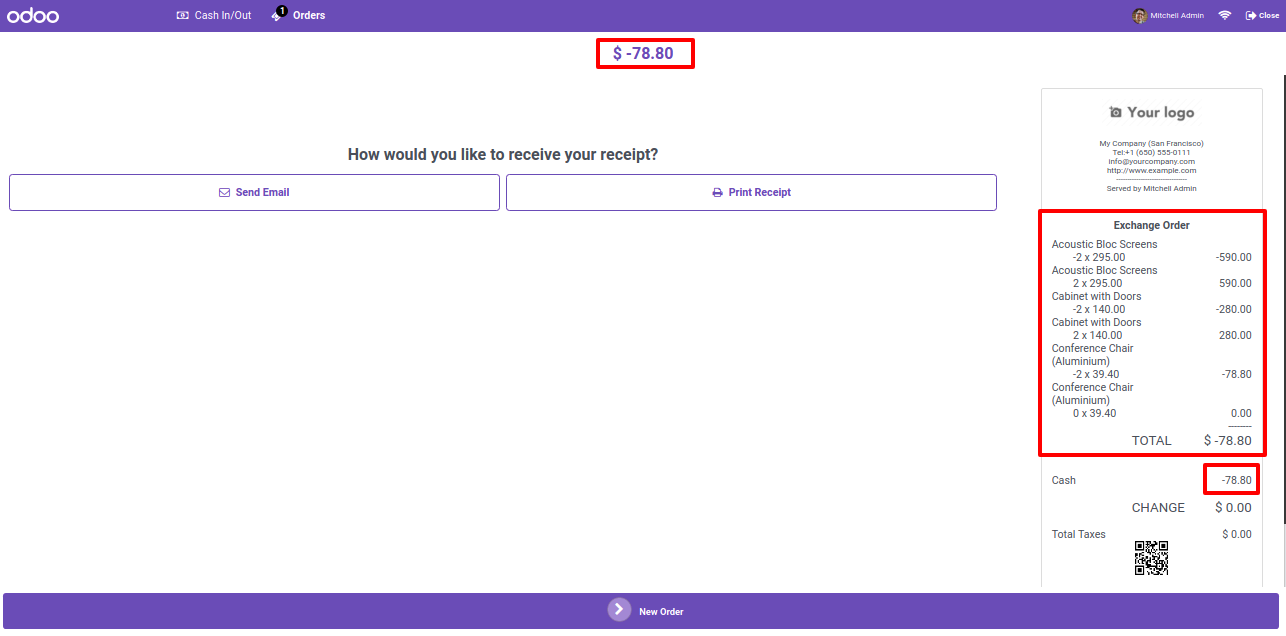 odoo
Cash In/Out
1
Orders
Mitchell Admin
Close
$ -78.80
How would you like to receive your receipt?
Send Email
Print Receipt
Your logo
My Company (San Francisco)
Tel:+1 (650) 555-0111
info@yourcompany.com
http://www.example.com
--------------------------------
Served by Mitchell Admin
Exchange Order
Acoustic Bloc Screens
-2 x 295.00 -590.00
Acoustic Bloc Screens
2 x 295.00 590.00
Cabinet with Doors
-2 x 140.00 -280.00
Cabinet with Doors
2 x 140.00 280.00
Conference Chair
(Aluminium)
-2 x 39.40 -78.80
Conference Chair
(Aluminium)
0 x 39.40 0.00
--------
TOTAL $ -78.80
Cash -78.80
CHANGE $ 0.00
Total Taxes $ 0.00
New Order